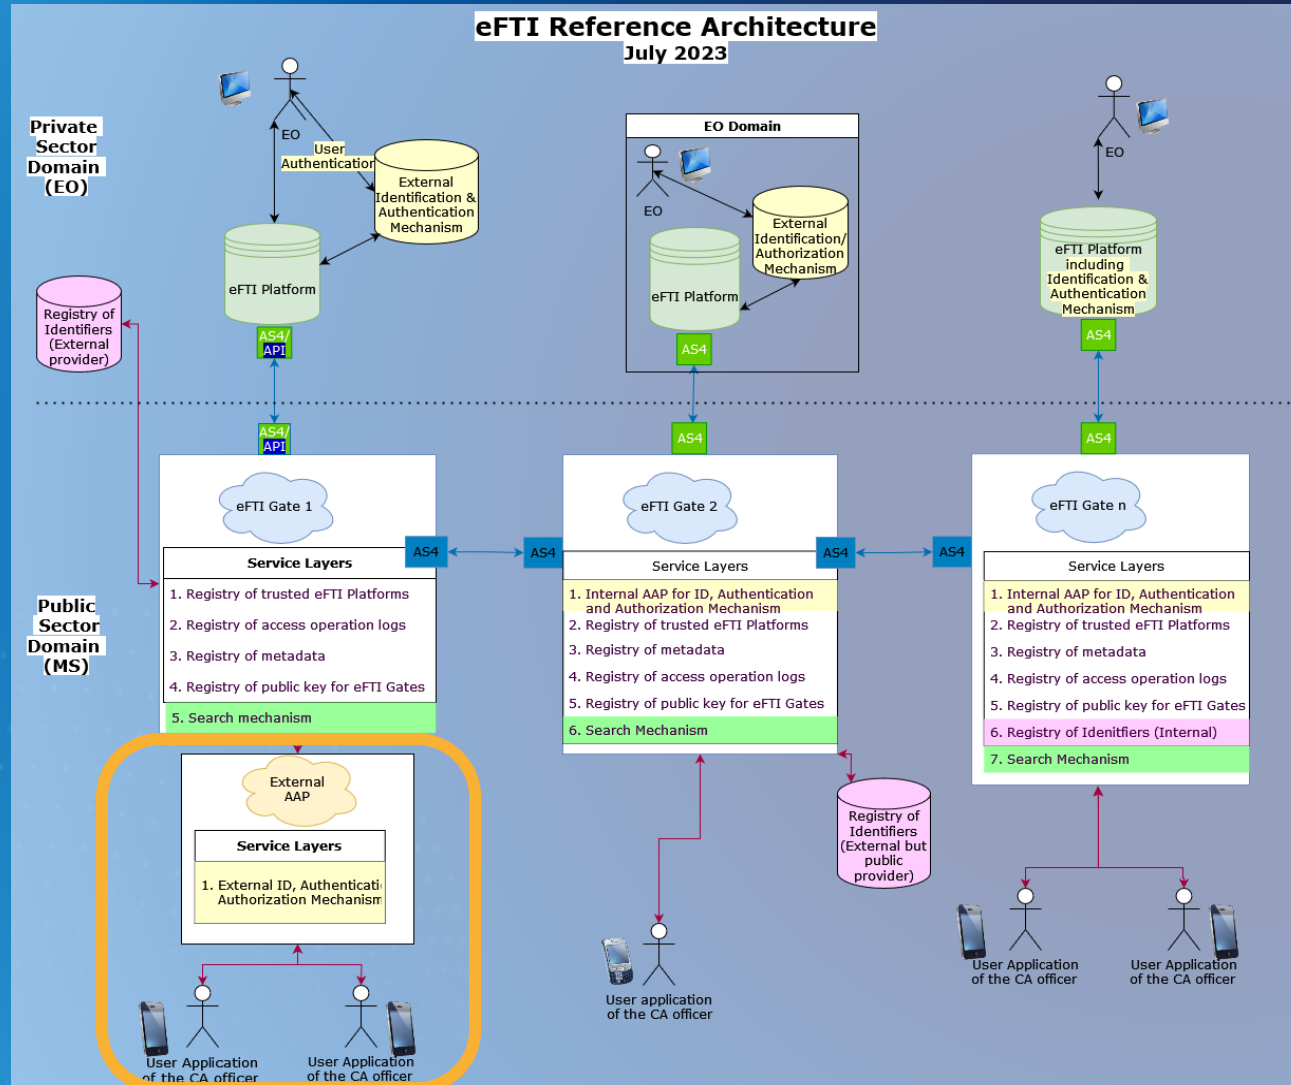 eFTI Reference Architecture
July 2023
Private
Sector
Domain
(EO)
EO
User
Authentication
External
Identification &
Authentication
Mechanism
eFTI Platform
AS4/
API
Registry of
Identifiers
(External
provider)
EO Domain
EO
External
Identification/
Authorization
Mechanism
eFTI Platform
AS4
EO
eFTI Platform
including
Identification &
Authentication
Mechanism
AS4
Public
Sector
Domain
(MS)
AS4/
API
eFTI Gate 1
AS4
Service Layers
1. Registry of trusted eFTI Platforms
2. Registry of access operation logs
3. Registry of metadata
4. Registry of public key for eFTI Gates
5. Search mechanism
External
AAP
Service Layers
1. External ID, Authenticati
Authorization Mechanism
User Application
of the CA officer
User Application
of the CA officer
AS4
eFTI Gate 2
AS4
AS4
Service Layers
1. Internal AAP for ID, Authentication
and Authorization Mechanism
2. Registry of trusted eFTI Platforms
3. Registry of metadata
4. Registry of access operation logs
5. Registry of public key for eFTI Gates
6. Search Mechanism
Registry of
Identifiers
(External but
public
provider)
User application
of the CA officer
AS4
eFTI Gate n
AS4
Service Layers
1. Internal AAP for ID, Authentication
and Authorization Mechanism
2. Registry of trusted eFTI Platforms
3. Registry of metadata
4. Registry of access operation logs
5. Registry of public key for eFTI Gates
6. Registry of Idenitfiers (Internal)
7. Search Mechanism
User Application
of the CA officer
User Application
of the CA officer